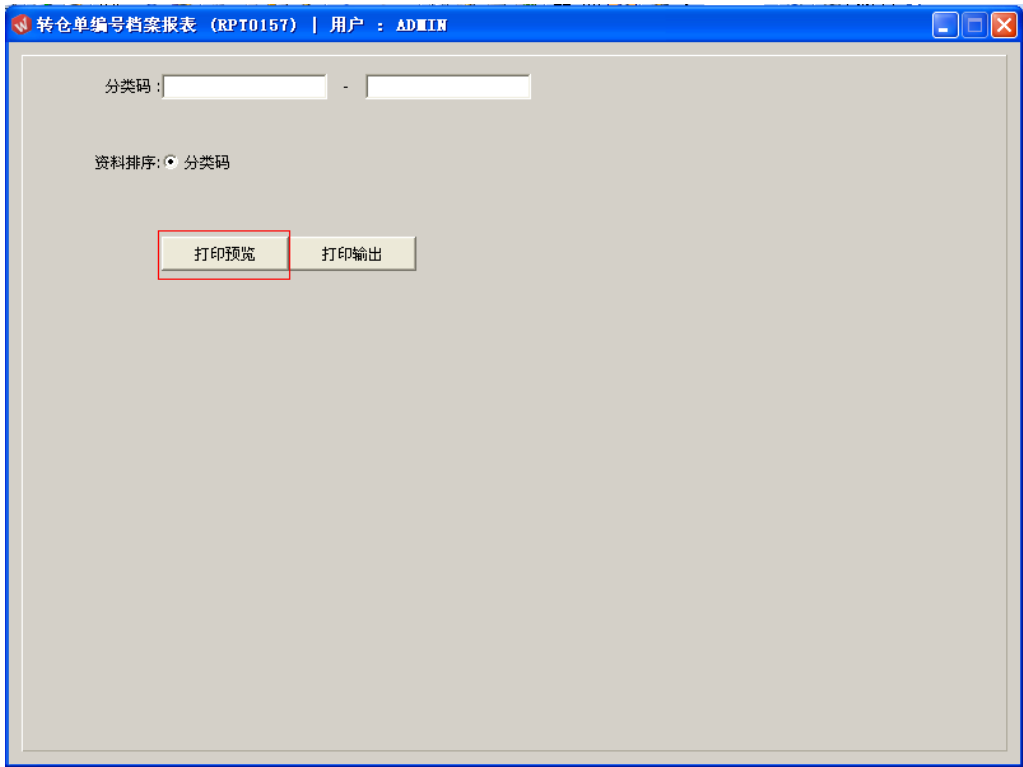 转仓单编号档案报表 (RPT0157) | 用户 : ADMIN
分类码 : -
资料排序: 分类码
打印预览 打印输出